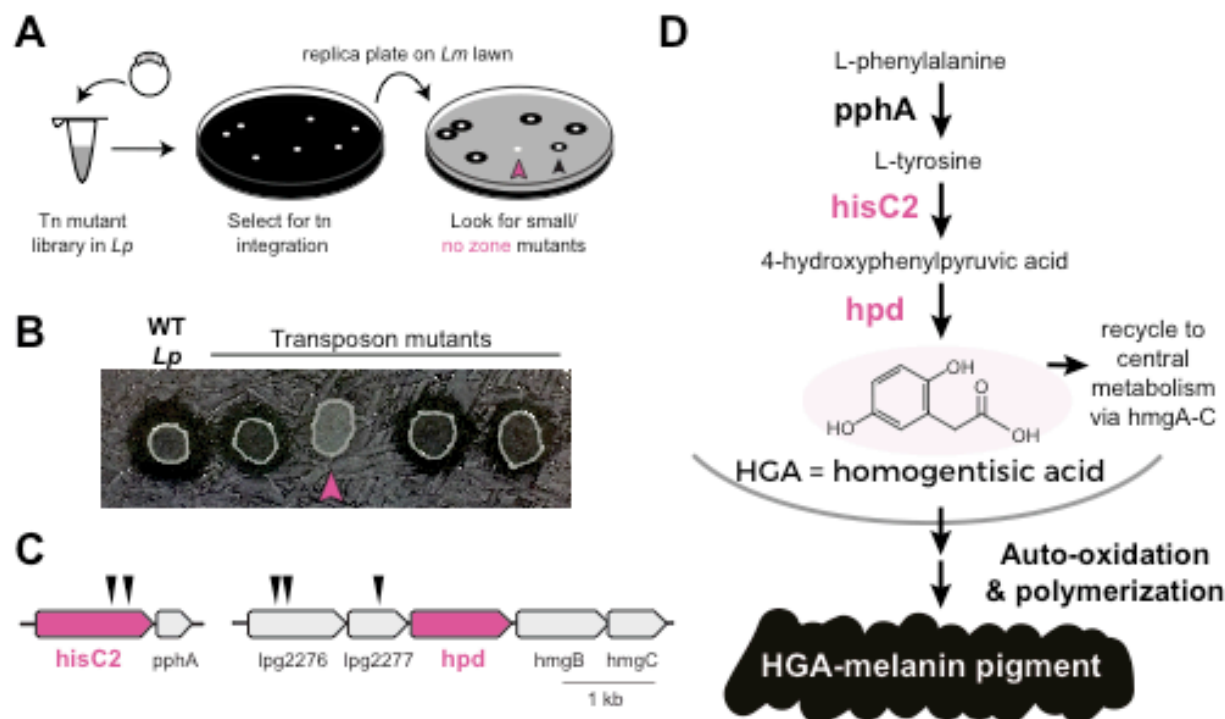 A
replica plate on Lm lawn
Tn mutant
library in Lp
Select for tn
integration
Look for small/
no zone mutants
B
WT
Lp
Transposon mutants
C
hisC2
pphA
lpg2276
lpg2277
hpd
hmgB
hmgC
1 kb
D
L-phenylalanine
pphA
L-tyrosine
hisC2
4-hydroxyphenylpyruvic acid
hpd
OH
O
HO
OH
recycle to
central
metabolism
via hmgA-C
HGA = homogentisic acid
Auto-oxidation
& polymerization
HGA-melanin pigment